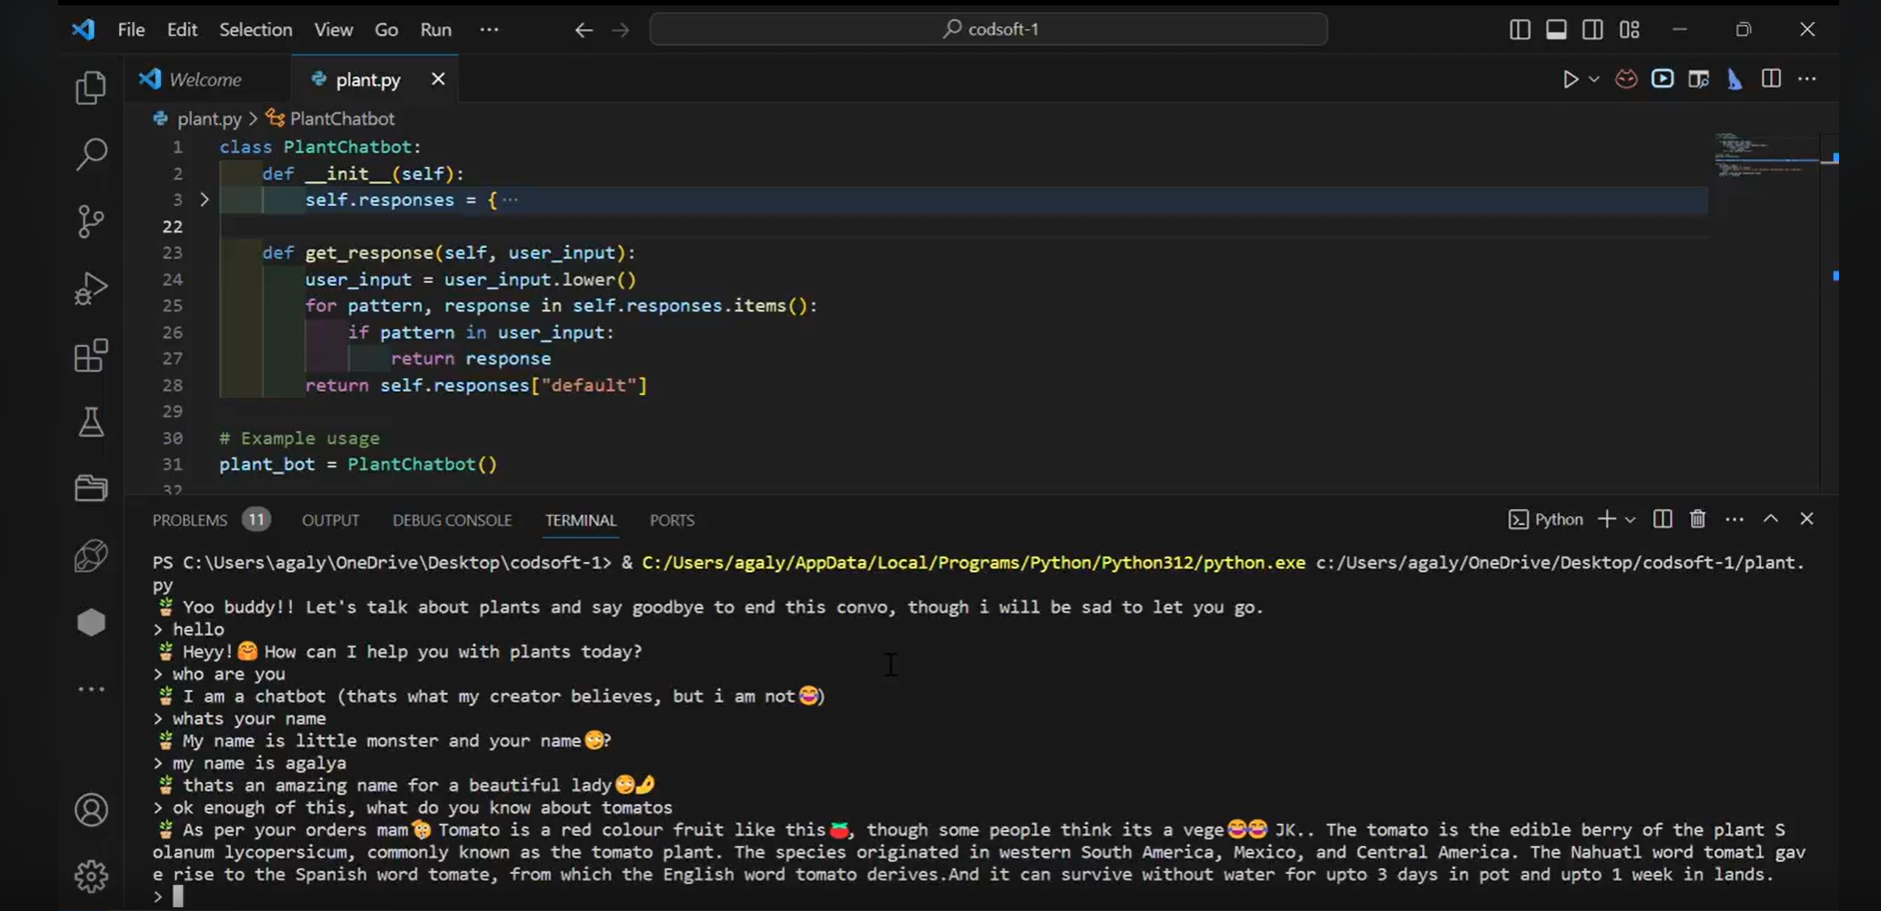 File Edit Selection View Go Run ··· codsoft-1
Welcome plant.py
plant.py > PlantChatbot
1 class PlantChatbot:
2 def __init__(self):
3 self.responses = { ···
22
23 def get_response(self, user_input):
24 user_input = user_input.lower()
25 for pattern, response in self.responses.items():
26 if pattern in user_input:
27 return response
28 return self.responses["default"]
29
30 # Example usage
31 plant_bot = PlantChatbot()
32
PROBLEMS 11 OUTPUT DEBUG CONSOLE TERMINAL PORTS Python
PS C:\Users\agaly\OneDrive\Desktop\codsoft-1> & C:/Users/agaly/AppData/Local/Programs/Python/Python312/python.exe c:/Users/agaly/OneDrive/Desktop/codsoft-1/plant.
py
🪴 Yoo buddy!! Let's talk about plants and say goodbye to end this convo, though i will be sad to let you go.
> hello
🪴 Heyy!🤗 How can I help you with plants today?
> who are you
🪴 I am a chatbot (thats what my creator believes, but i am not😂)
> whats your name
🪴 My name is little monster and your name🙄?
> my name is agalya
🪴 thats an amazing name for a beautiful lady🙄🤌
> ok enough of this, what do you know about tomatos
🪴 As per your orders mam🫣 Tomato is a red colour fruit like this🍅, though some people think its a vege😂😂 JK.. The tomato is the edible berry of the plant S
olanum lycopersicum, commonly known as the tomato plant. The species originated in western South America, Mexico, and Central America. The Nahuatl word tomatl gav
e rise to the Spanish word tomate, from which the English word tomato derives.And it can survive without water for upto 3 days in pot and upto 1 week in lands.
>